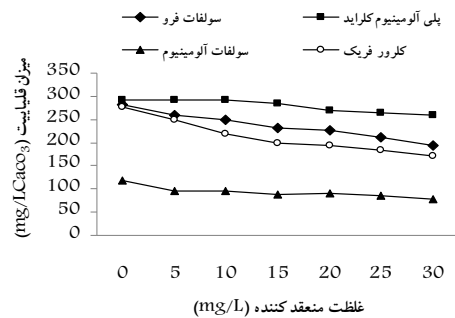 پلی آلومینیوم کلراید سولفات فرو
کلرور فریک سولفات آلومینیوم
میزان قلیاییت (mg/LCaco3)
350
300
250
200
150
100
50
0
0 5 10 15 20 25 30
غلظت منعقد کننده (mg/L)